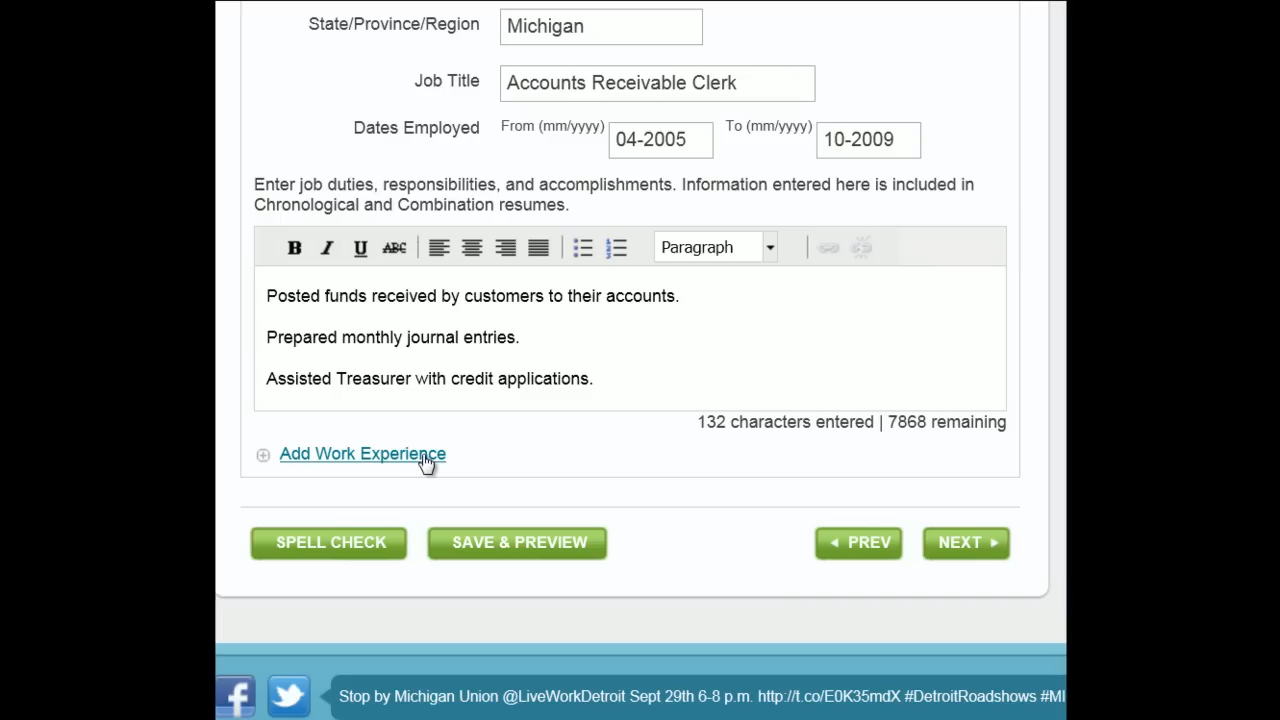 State/Province/Region Michigan
Job Title Accounts Receivable Clerk
Dates Employed From (mm/yyyy) 04-2005 To (mm/yyyy) 10-2009
Enter job duties, responsibilities, and accomplishments. Information entered here is included in
Chronological and Combination resumes.
B I U ABC Paragraph
Posted funds received by customers to their accounts.
Prepared monthly journal entries.
Assisted Treasurer with credit applications.
132 characters entered | 7868 remaining
Add Work Experience
SPELL CHECK SAVE & PREVIEW PREV NEXT
Stop by Michigan Union @LiveWorkDetroit Sept 29th 6-8 p.m. http://t.co/E0K35mdX #DetroitRoadshows #MI